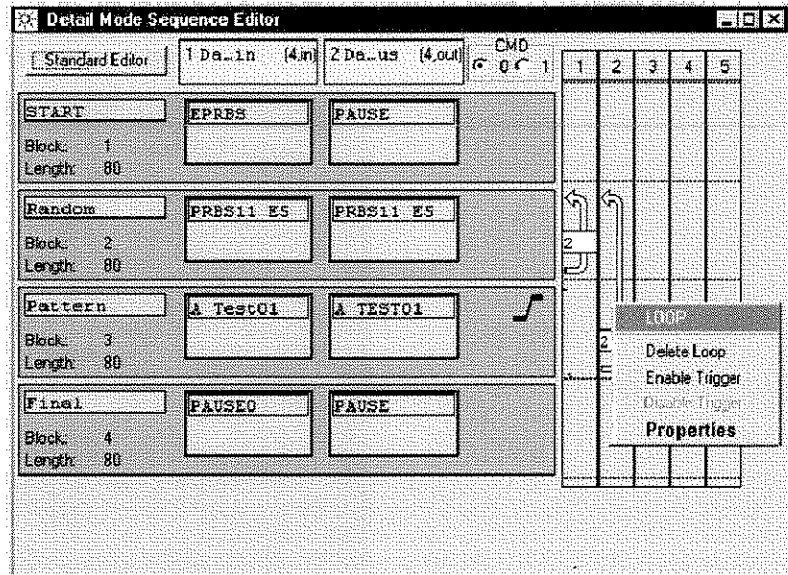 Detail Mode Sequence Editor
Standard Editor
1 Da…in (4,in)
2 Da…us (4,out)
CMD
0 1
1 2 3 4 5
START
EPRBS
PAUSE
Block: 1
Length: 80
Random
PRBS11 E5
PRBS11 E5
Block: 2
Length: 80
2
Pattern
A Test01
A TEST01
Block: 3
Length: 80
2
LOOP
Delete Loop
Enable Trigger
Disable Trigger
Properties
Final
PAUSE0
PAUSE
Block: 4
Length: 80